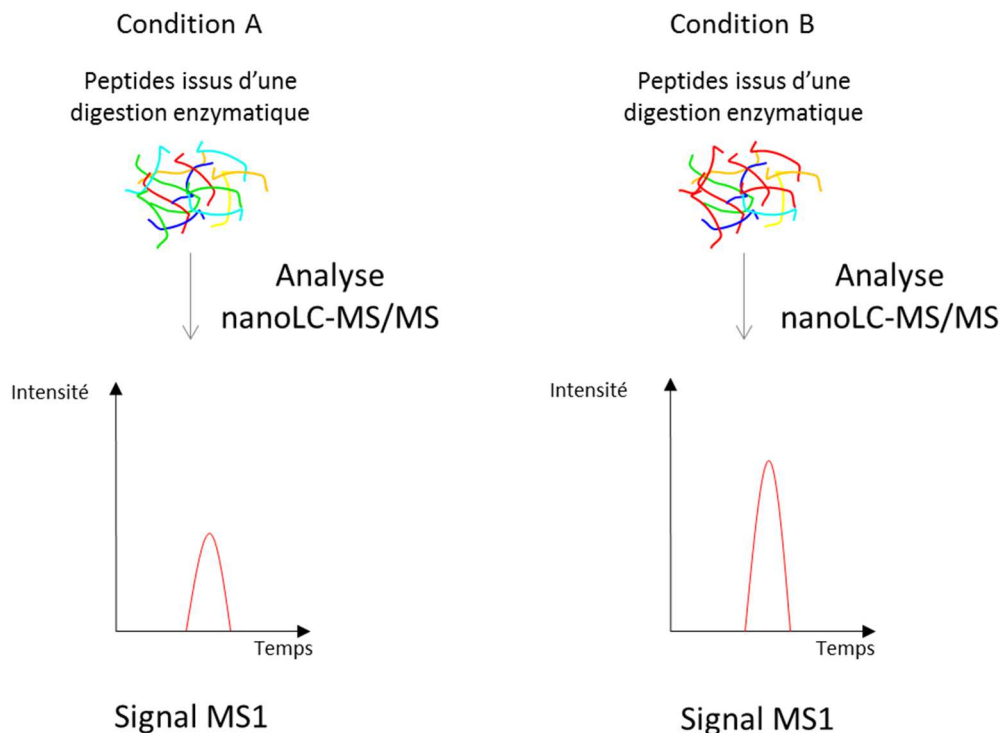 Condition A
Peptides issus d'une
digestion enzymatique
Analyse
nanoLC-MS/MS
Intensité
Temps
Signal MS1
Condition B
Peptides issus d'une
digestion enzymatique
Analyse
nanoLC-MS/MS
Intensité
Temps
Signal MS1